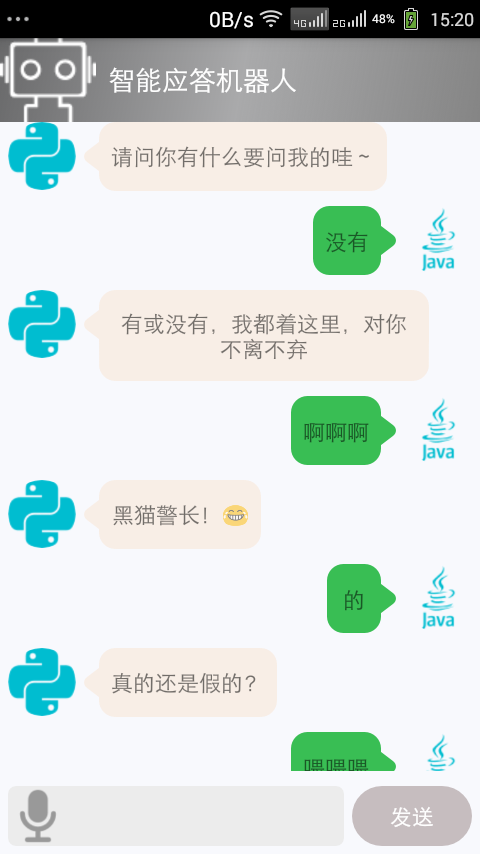 0B/s 4G 2G 48% 15:20
智能应答机器人
请问你有什么要问我的哇~
没有
Java
有或没有，我都着这里，对你
不离不弃
啊啊啊
Java
黑猫警长！😁
的
Java
真的还是假的？
喂喂喂
发送